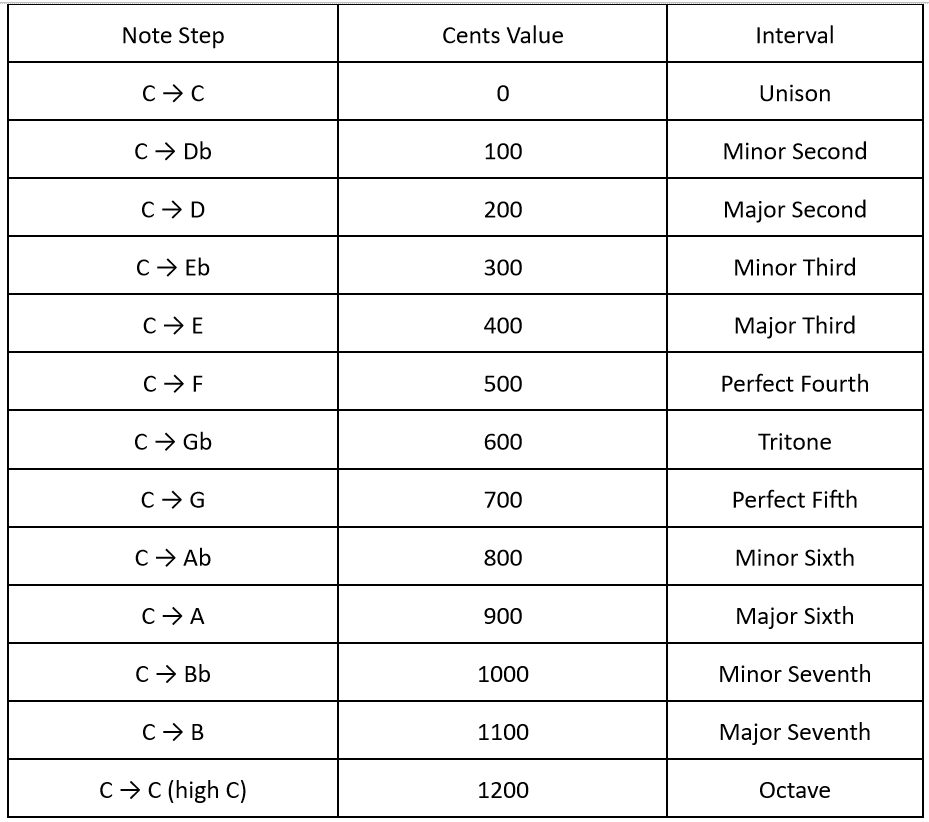 Note Step Cents Value Interval
C → C 0 Unison
C → Db 100 Minor Second
C → D 200 Major Second
C → Eb 300 Minor Third
C → E 400 Major Third
C → F 500 Perfect Fourth
C → Gb 600 Tritone
C → G 700 Perfect Fifth
C → Ab 800 Minor Sixth
C → A 900 Major Sixth
C → Bb 1000 Minor Seventh
C → B 1100 Major Seventh
C → C (high C) 1200 Octave